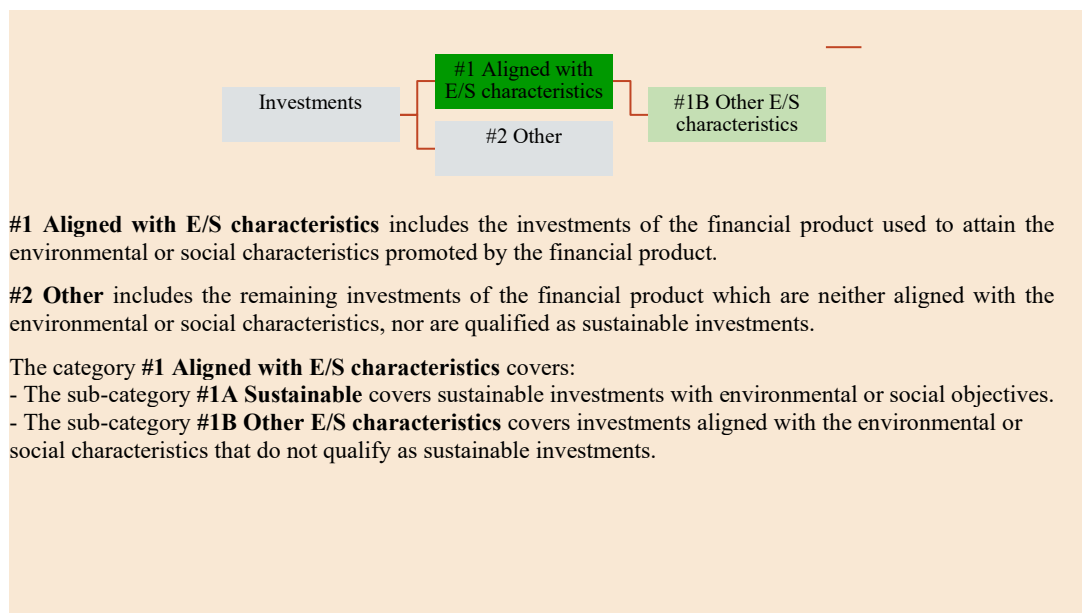 #1 Aligned with
E/S characteristics
Investments
#1B Other E/S
characteristics
#2 Other
#1 Aligned with E/S characteristics includes the investments of the financial product used to attain the
environmental or social characteristics promoted by the financial product.
#2 Other includes the remaining investments of the financial product which are neither aligned with the
environmental or social characteristics, nor are qualified as sustainable investments.
The category #1 Aligned with E/S characteristics covers:
- The sub-category #1A Sustainable covers sustainable investments with environmental or social objectives.
- The sub-category #1B Other E/S characteristics covers investments aligned with the environmental or
social characteristics that do not qualify as sustainable investments.